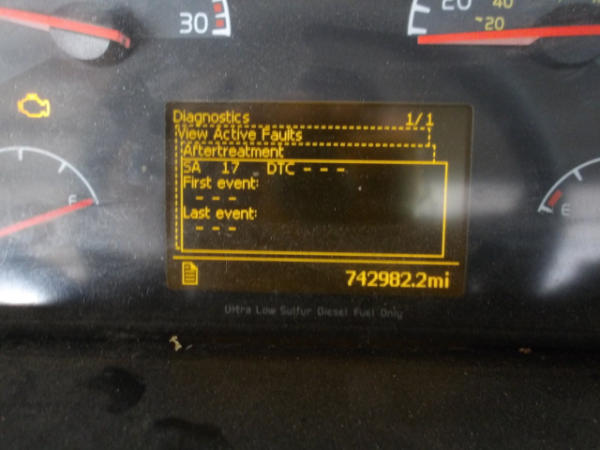 30
20 40
-20
Diagnostics 1/1
View Active Faults
Aftertreatment
SA 17 DTC - - -
First event:
- - -
Last event:
- - -
F
E
742982.2mi
Ultra Low Sulfur Diesel Fuel Only